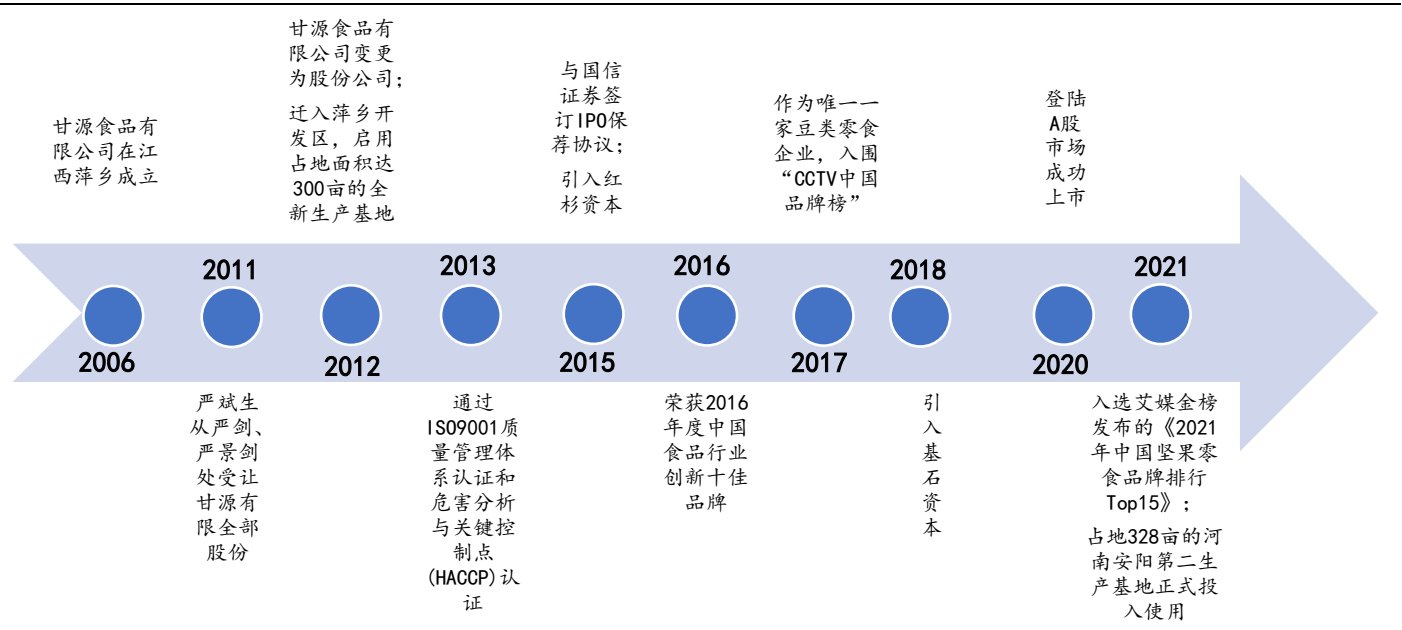 甘源食品有
限公司在江
西萍乡成立
甘源食品有
限公司变更
为股份公司；
迁入萍乡开
发区，启用
占地面积达
300亩的全
新生产基地
与国信
证券签
订IPO保
荐协议；
引入红
杉资本
作为唯一一
家豆类零食
企业，入围
“CCTV中国
品牌榜”
登陆
A股
市场
成功
上市
2011
2013
2016
2018
2021
2006
2012
2015
2017
2020
严斌生
从严剑、
严景剑
处受让
甘源有
限全部
股份
通过
ISO9001质
量管理体
系认证和
危害分析
与关键控
制点
(HACCP)认
证
荣获2016
年度中国
食品行业
创新十佳
品牌
引
入
基
石
资
本
入选艾媒金榜
发布的《2021
年中国坚果零
食品牌排行
Top15》；
占地328亩的河
南安阳第二生
产基地正式投
入使用